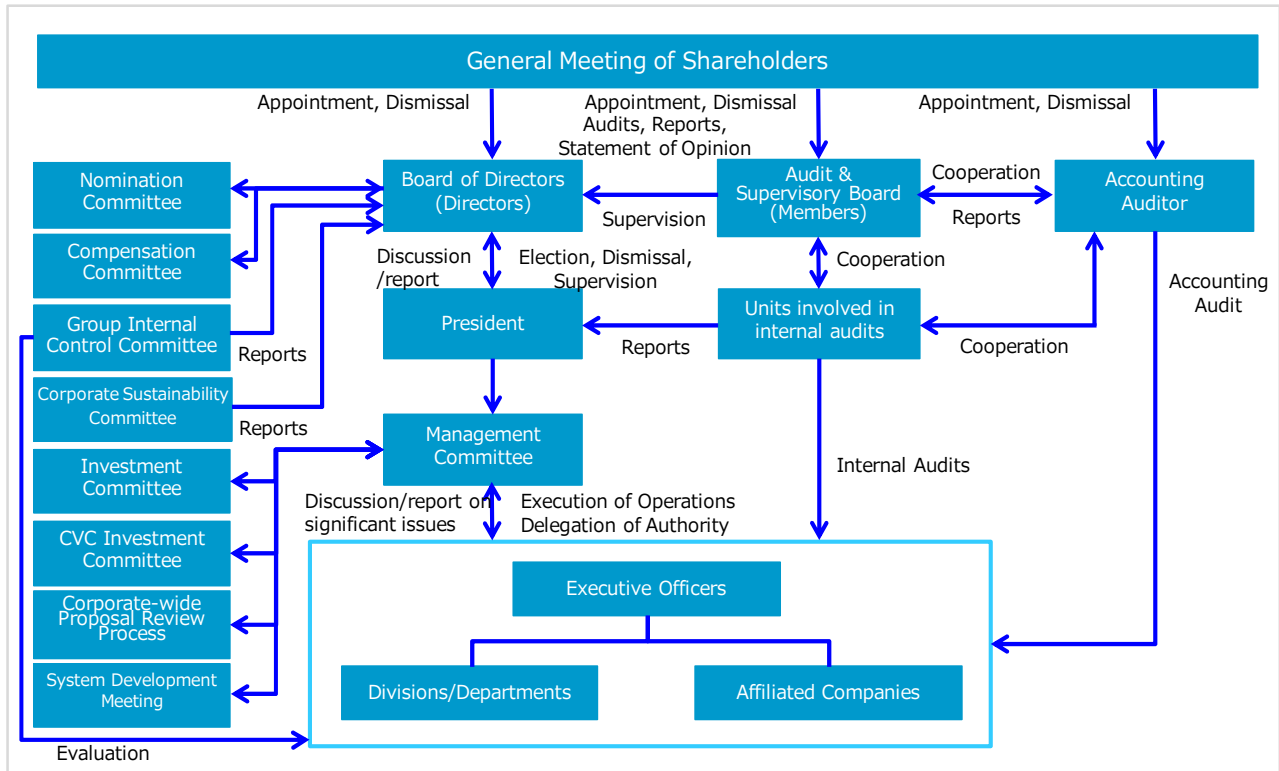 General Meeting of Shareholders
Appointment, Dismissal
Appointment, Dismissal
Audits, Reports,
Statement of Opinion
Appointment, Dismissal
Nomination
Committee
Board of Directors
(Directors)
Audit &
Supervisory Board
(Members)
Cooperation
Reports
Accounting
Auditor
Supervision
Compensation
Committee
Discussion
/report
Election, Dismissal,
Supervision
Cooperation
Accounting
Audit
Group Internal
Control Committee
Reports
President
Reports
Units involved in
internal audits
Cooperation
Corporate Sustainability
Committee
Reports
Management
Committee
Investment
Committee
Internal Audits
Discussion/report on
significant issues
Execution of Operations
Delegation of Authority
CVC Investment
Committee
Corporate-wide
Proposal Review
Process
Executive Officers
System Development
Meeting
Divisions/Departments
Affiliated Companies
Evaluation